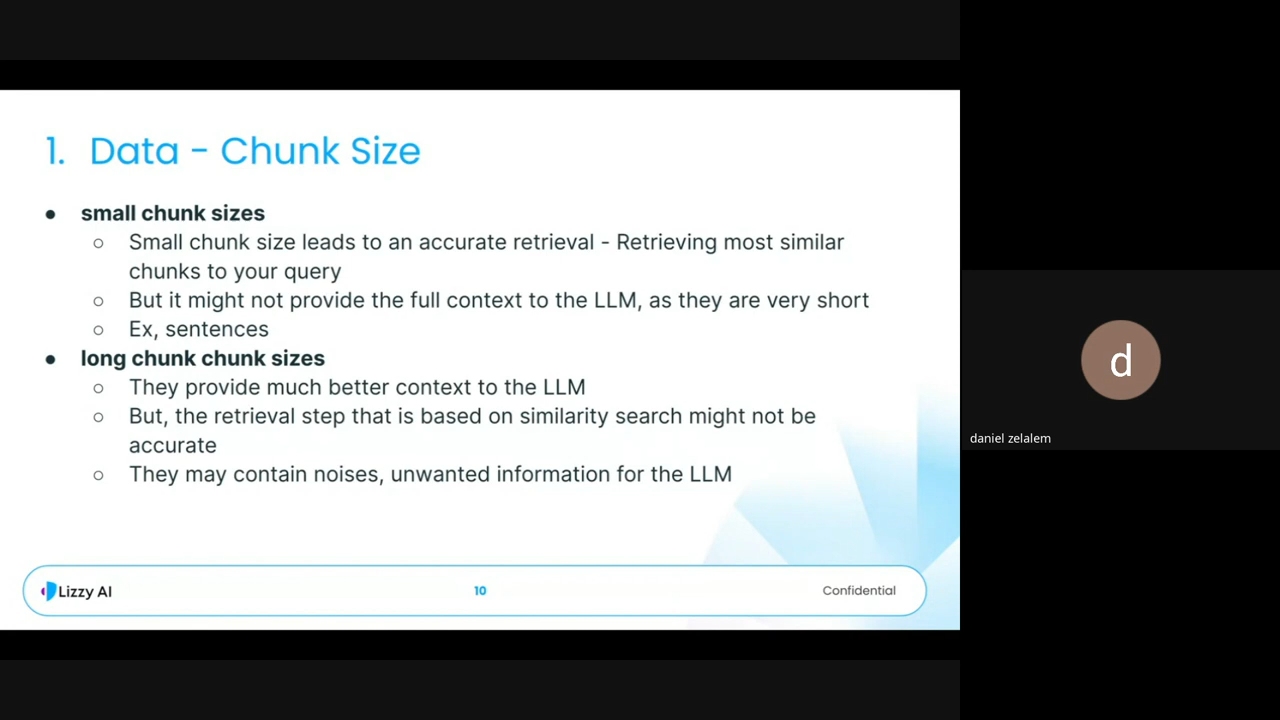 1. Data - Chunk Size
● small chunk sizes
○ Small chunk size leads to an accurate retrieval - Retrieving most similar
chunks to your query
○ But it might not provide the full context to the LLM, as they are very short
○ Ex, sentences
● long chunk chunk sizes
○ They provide much better context to the LLM
○ But, the retrieval step that is based on similarity search might not be
accurate
○ They may contain noises, unwanted information for the LLM
Lizzy AI
10
Confidential
d
daniel zelalem